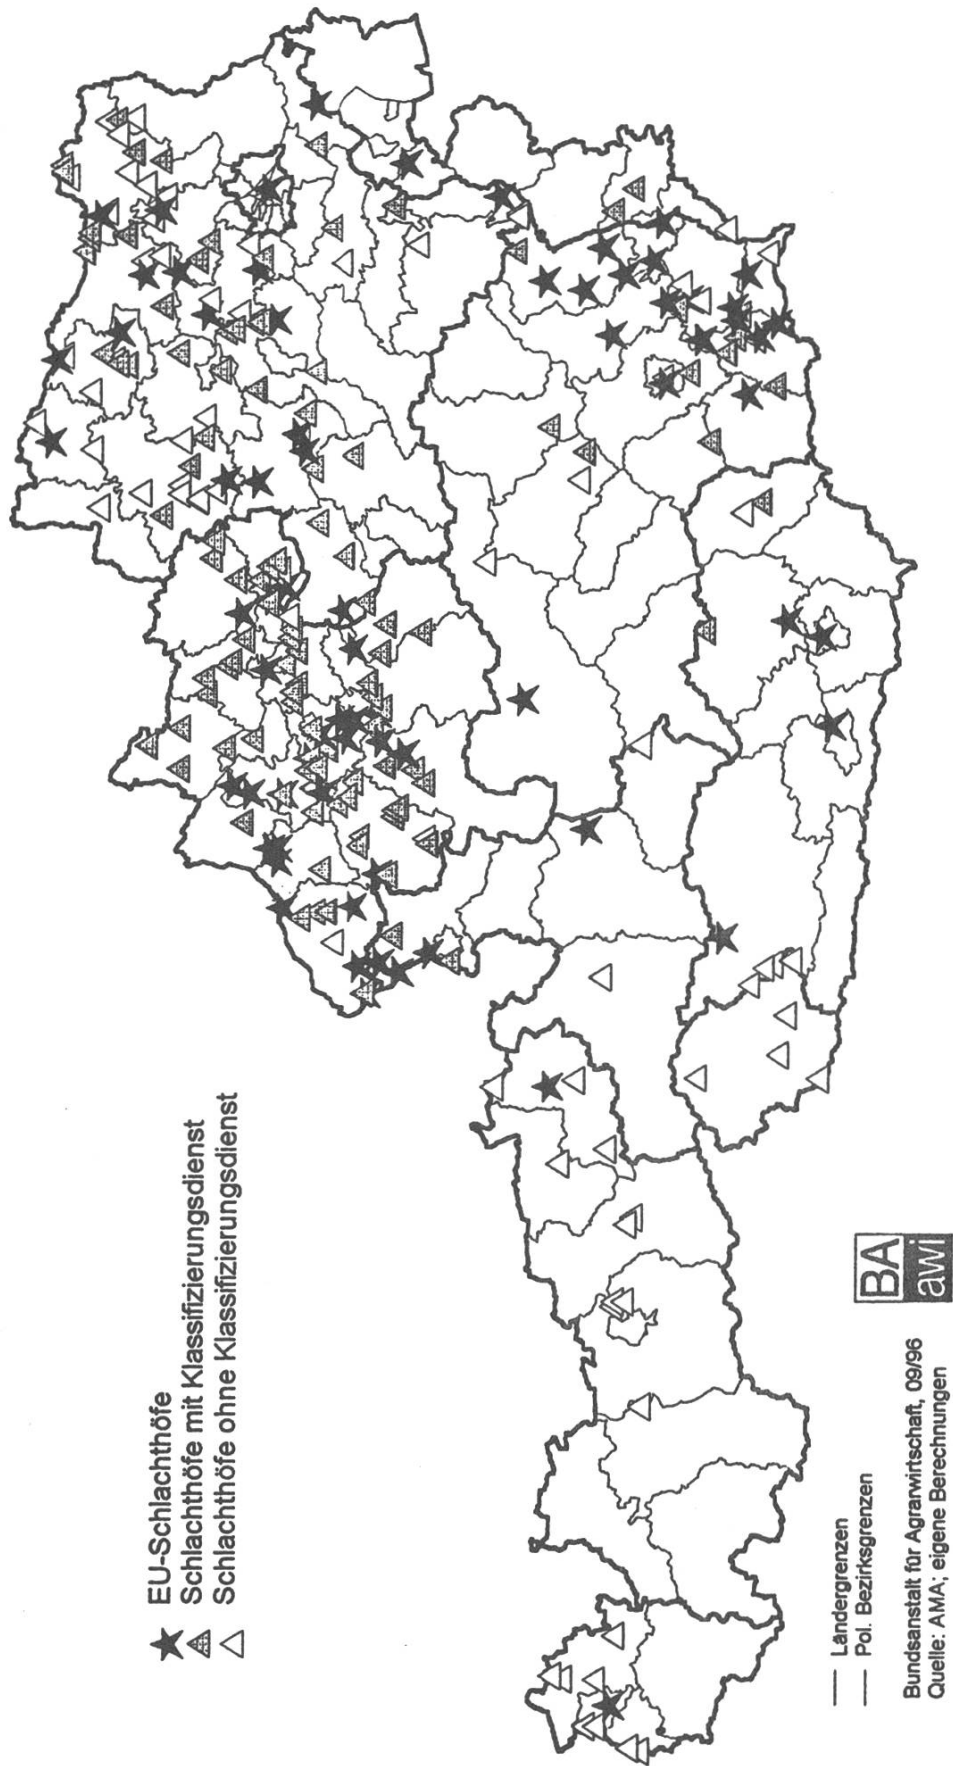 EU-Schlachthöfe
Schlachthöfe mit Klassifizierungsdienst
Schlachthöfe ohne Klassifizierungsdienst
Ländergrenzen
Pol. Bezirksgrenzen
Bundsanstalt für Agrarwirtschaft, 09/96
Quelle: AMA; eigene Berechnungen
BA
awi